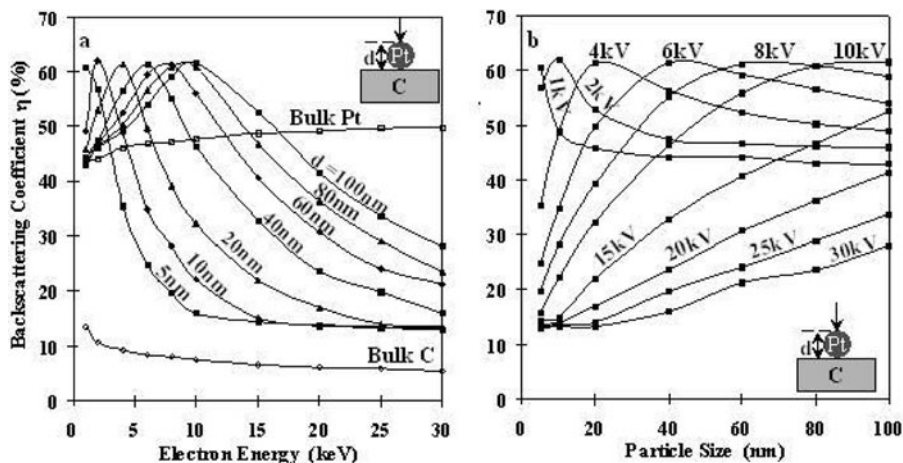 Backscattering Coefficient η (%)
70
60
50
40
30
20
10
0
a
d
Pt
C
Bulk Pt
d =100nm
80nm
60nm
40nm
20nm
10nm
5nm
Bulk C
0 5 10 15 20 25 30
Electron Energy (keV)
70
60
50
40
30
20
10
0
b
1kV
2kV
4kV
6kV
8kV
10kV
15kV
20kV
25kV
30kV
d
Pt
C
0 20 40 60 80 100
Particle Size (nm)